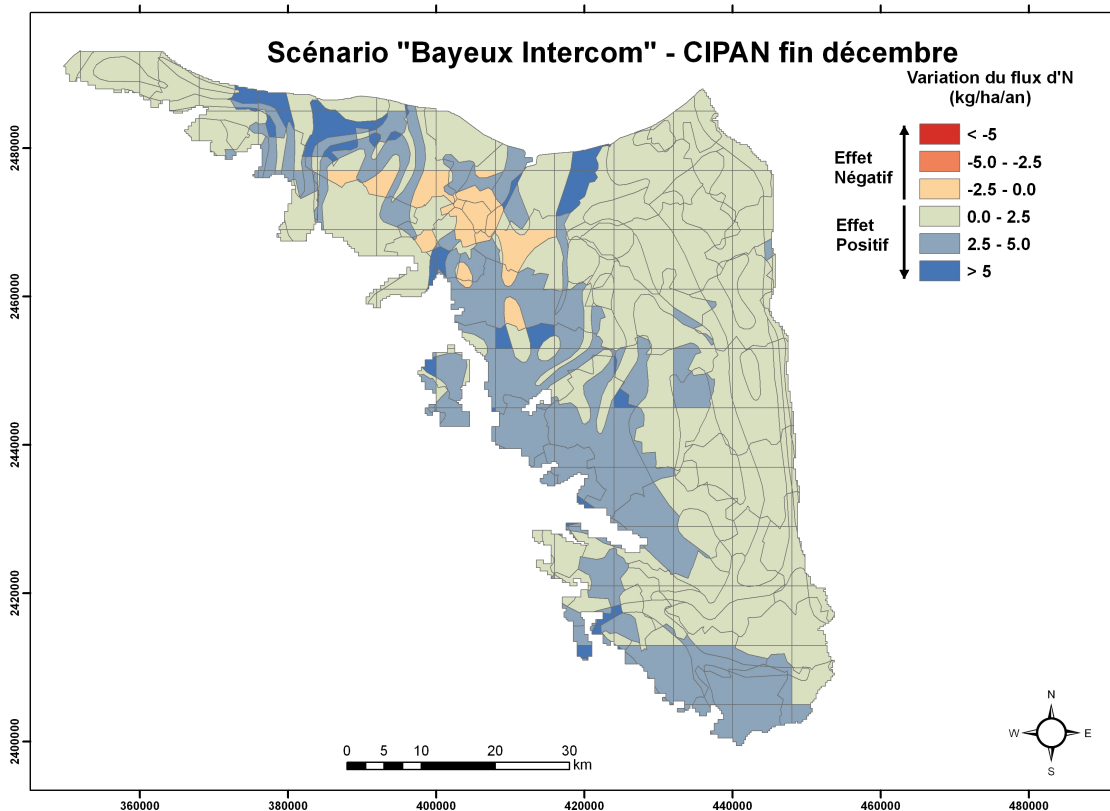 Scénario "Bayeux Intercom" - CIPAN fin décembre
Variation du flux d'N
(kg/ha/an)
Effet
Négatif
< -5
-5.0 - -2.5
-2.5 - 0.0
Effet
Positif
0.0 - 2.5
2.5 - 5.0
> 5
2480000
2460000
2440000
2420000
2400000
N
W
E
S
0 5 10 20 30
km
360000 380000 400000 420000 440000 460000 480000